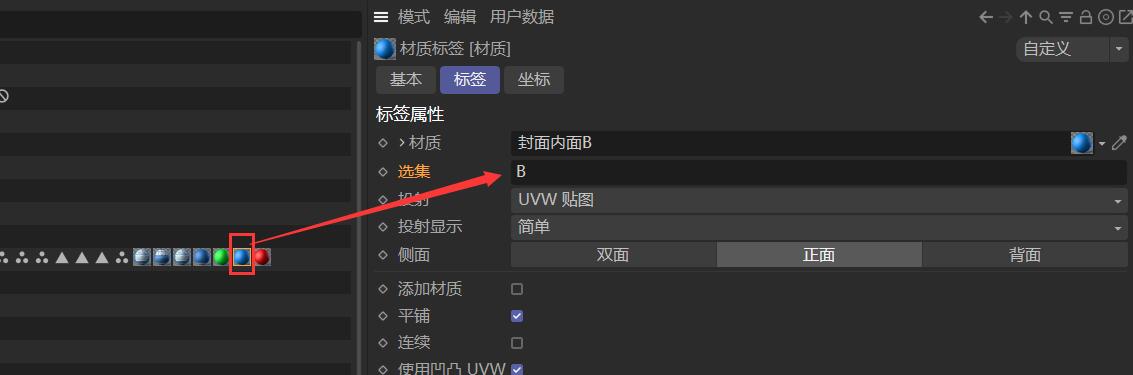 模式 编辑 用户数据
材质标签 [材质] 自定义
基本 标签 坐标
标签属性
材质 封面内面B
选集 B
投射 UVW 贴图
投射显示 简单
侧面 双面 正面 背面
添加材质
平铺
连续
使用凹凸 UVW